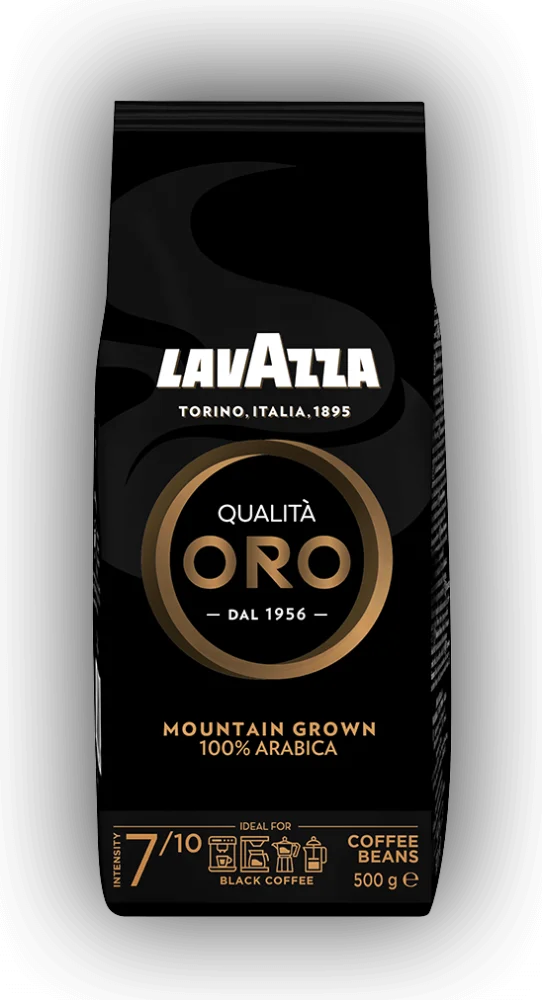 LAVAZZA
TORINO, ITALIA, 1895
QUALITÀ
ORO
— DAL 1956 —
MOUNTAIN GROWN
100% ARABICA
INTENSITY
7/10
IDEAL FOR
BLACK COFFEE
COFFEE
BEANS
500 g ℮